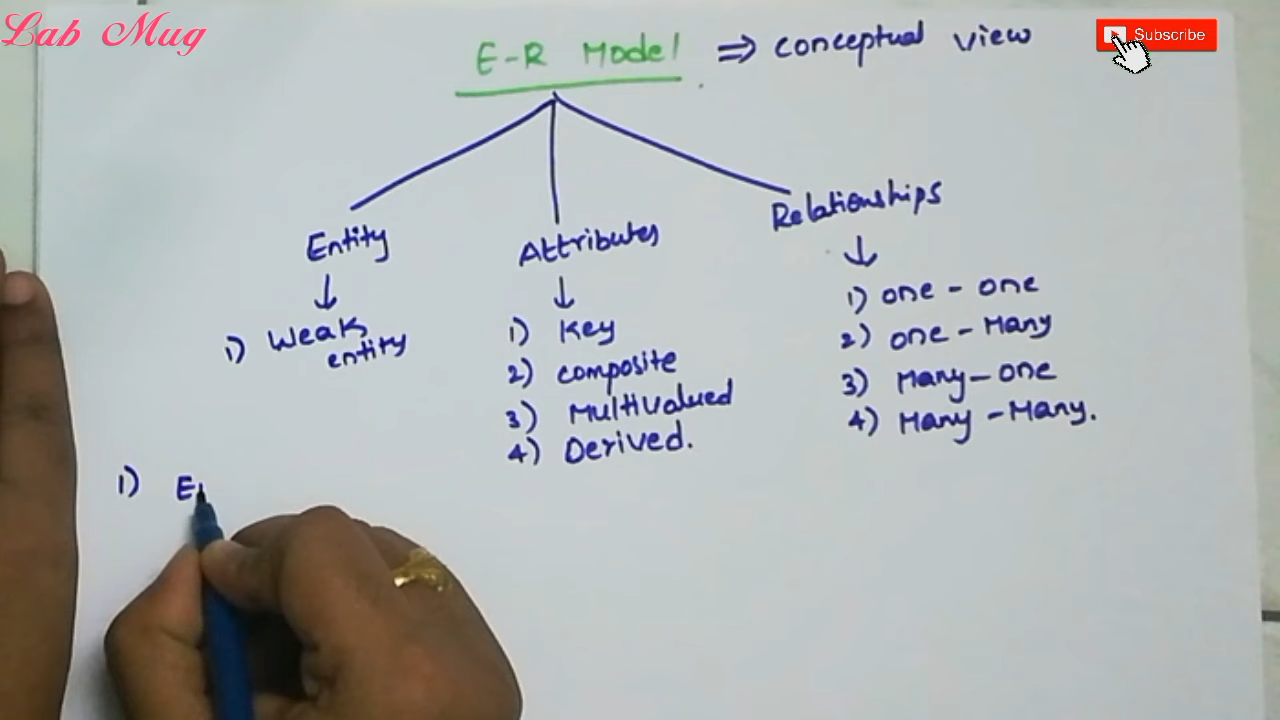 Lab Mug
Subscribe
E-R Model ⇒ conceptual view
Entity
↓
1) Weak
entity
Attributes
↓
1) Key
2) composite
3) Multivalued
4) Derived.
Relationships
↓
1) one - one
2) one - Many
3) Many - one
4) Many - Many.
1) E